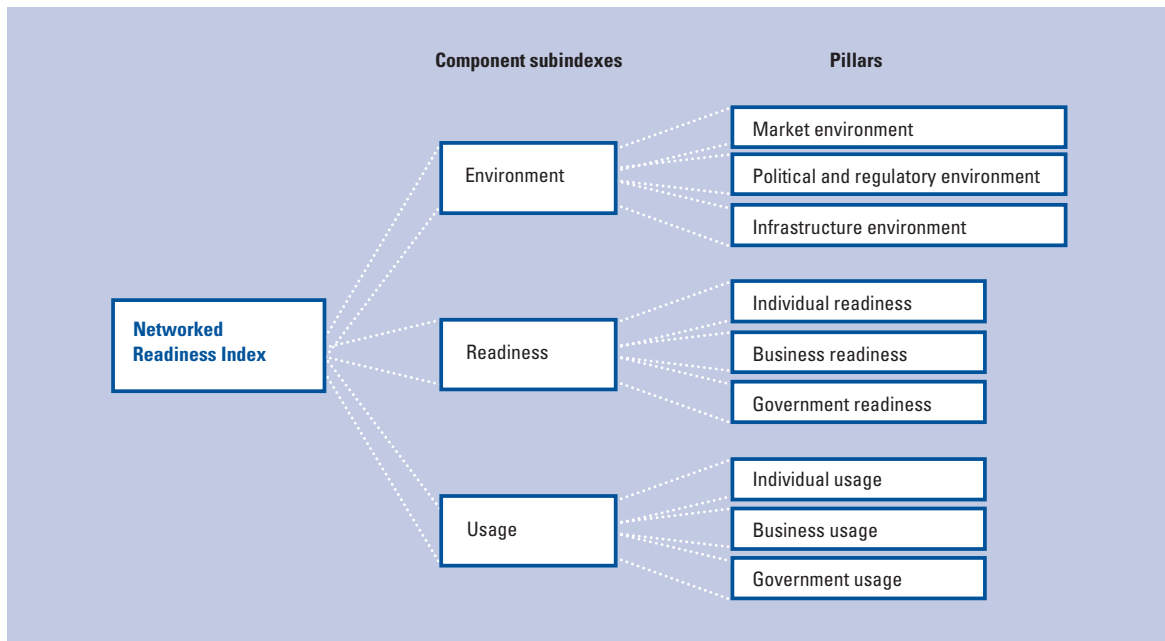 Component subindexes
Pillars
Market environment
Environment
Political and regulatory environment
Infrastructure environment
Networked
Readiness Index
Individual readiness
Readiness
Business readiness
Government readiness
Individual usage
Usage
Business usage
Government usage